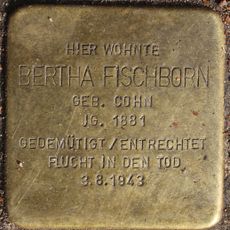 HIER WOHNTE
BERTHA FISCHBORN
GEB. COHN
JG. 1881
GEDEMÜTIGT / ENTRECHTET
FLUCHT IN DEN TOD
3.8.1943